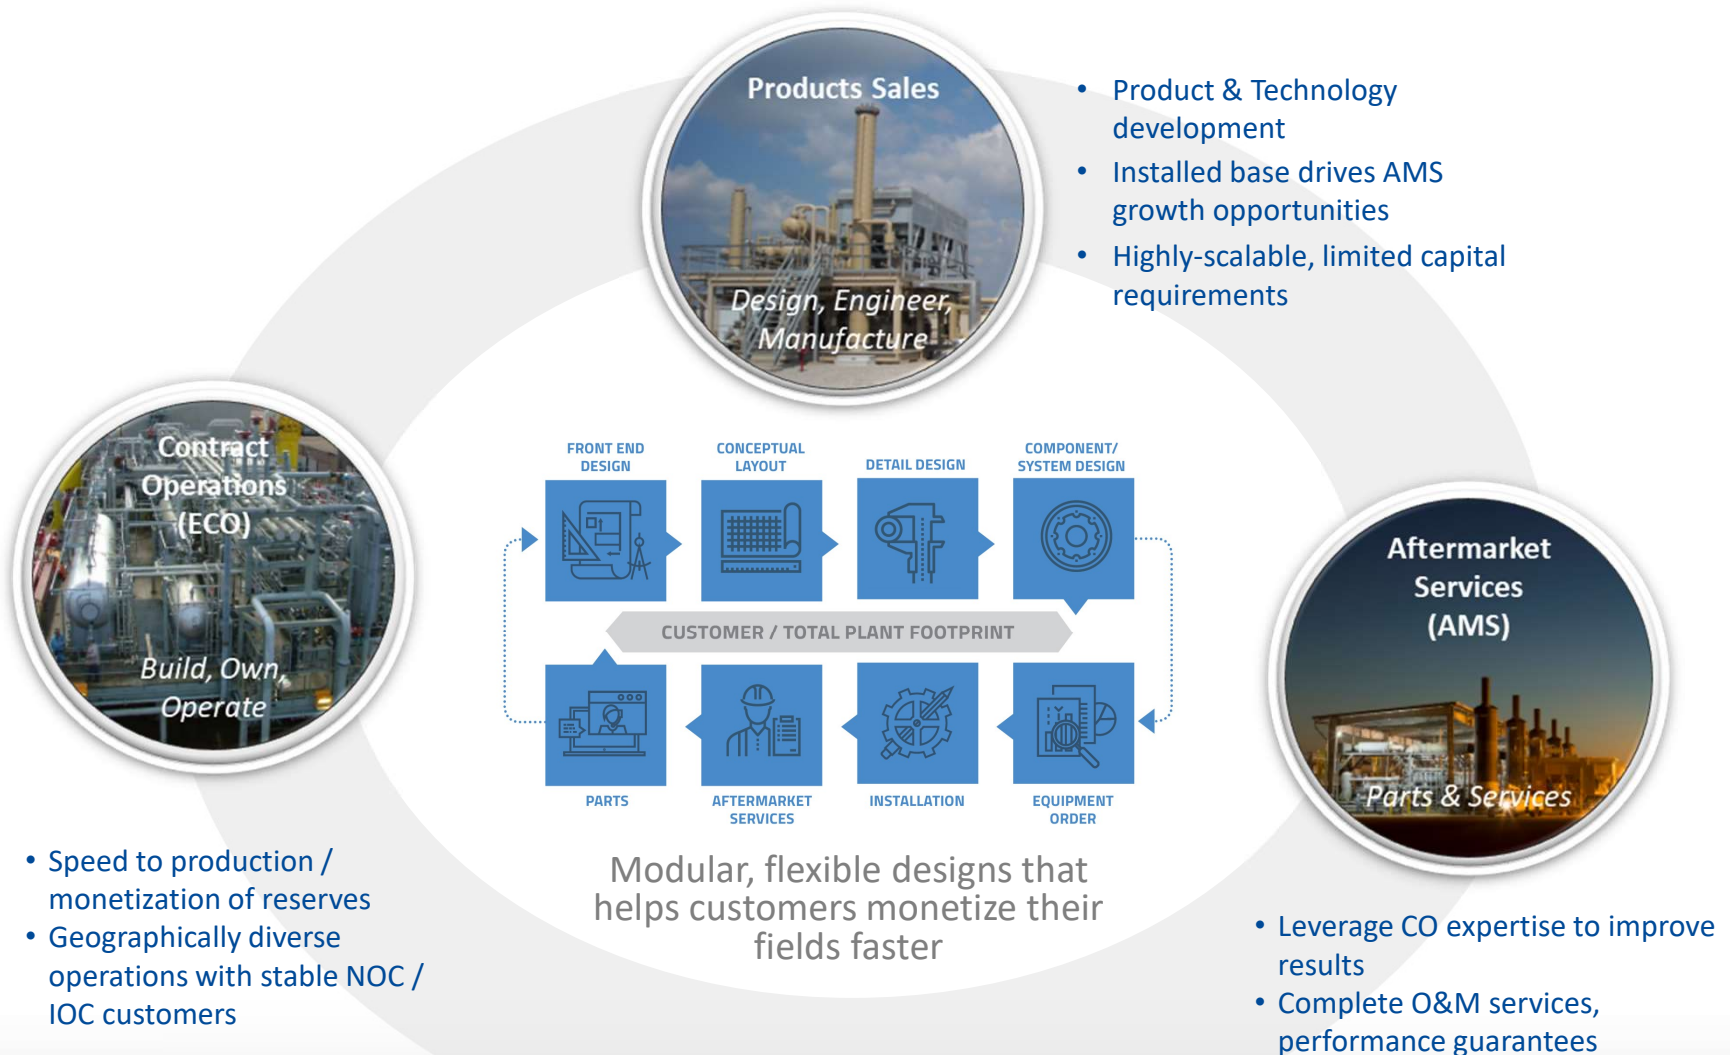 Products Sales
Design, Engineer,
Manufacture
• Product & Technology
development
• Installed base drives AMS
growth opportunities
• Highly-scalable, limited capital
requirements
Contract
Operations
(ECO)
Build, Own,
Operate
• Speed to production /
monetization of reserves
• Geographically diverse
operations with stable NOC /
IOC customers
FRONT END
DESIGN
CONCEPTUAL
LAYOUT
DETAIL DESIGN
COMPONENT/
SYSTEM DESIGN
CUSTOMER / TOTAL PLANT FOOTPRINT
PARTS
AFTERMARKET
SERVICES
INSTALLATION
EQUIPMENT
ORDER
Modular, flexible designs that
helps customers monetize their
fields faster
Aftermarket
Services
(AMS)
Parts & Services
• Leverage CO expertise to improve
results
• Complete O&M services,
performance guarantees